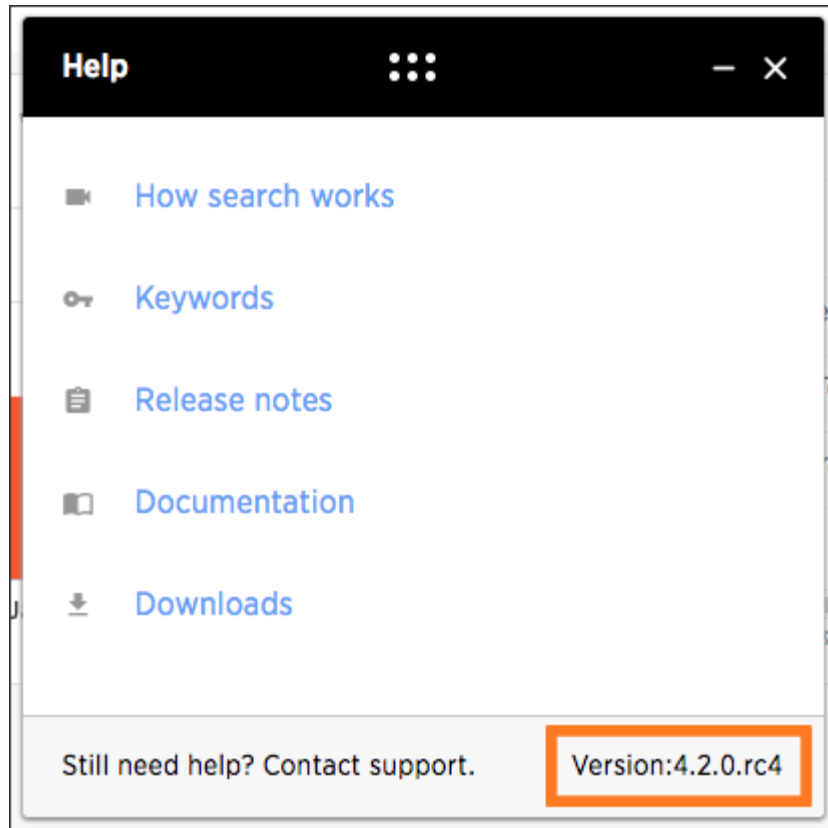 Help
How search works
Keywords
Release notes
Documentation
Downloads
Still need help? Contact support.
Version:4.2.0.rc4